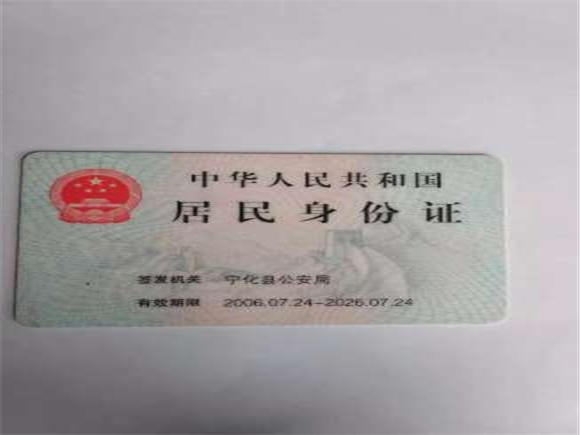 中华人民共和国
居民身份证
签发机关 宁化县公安局
有效期限 2006.07.24-2026.07.24